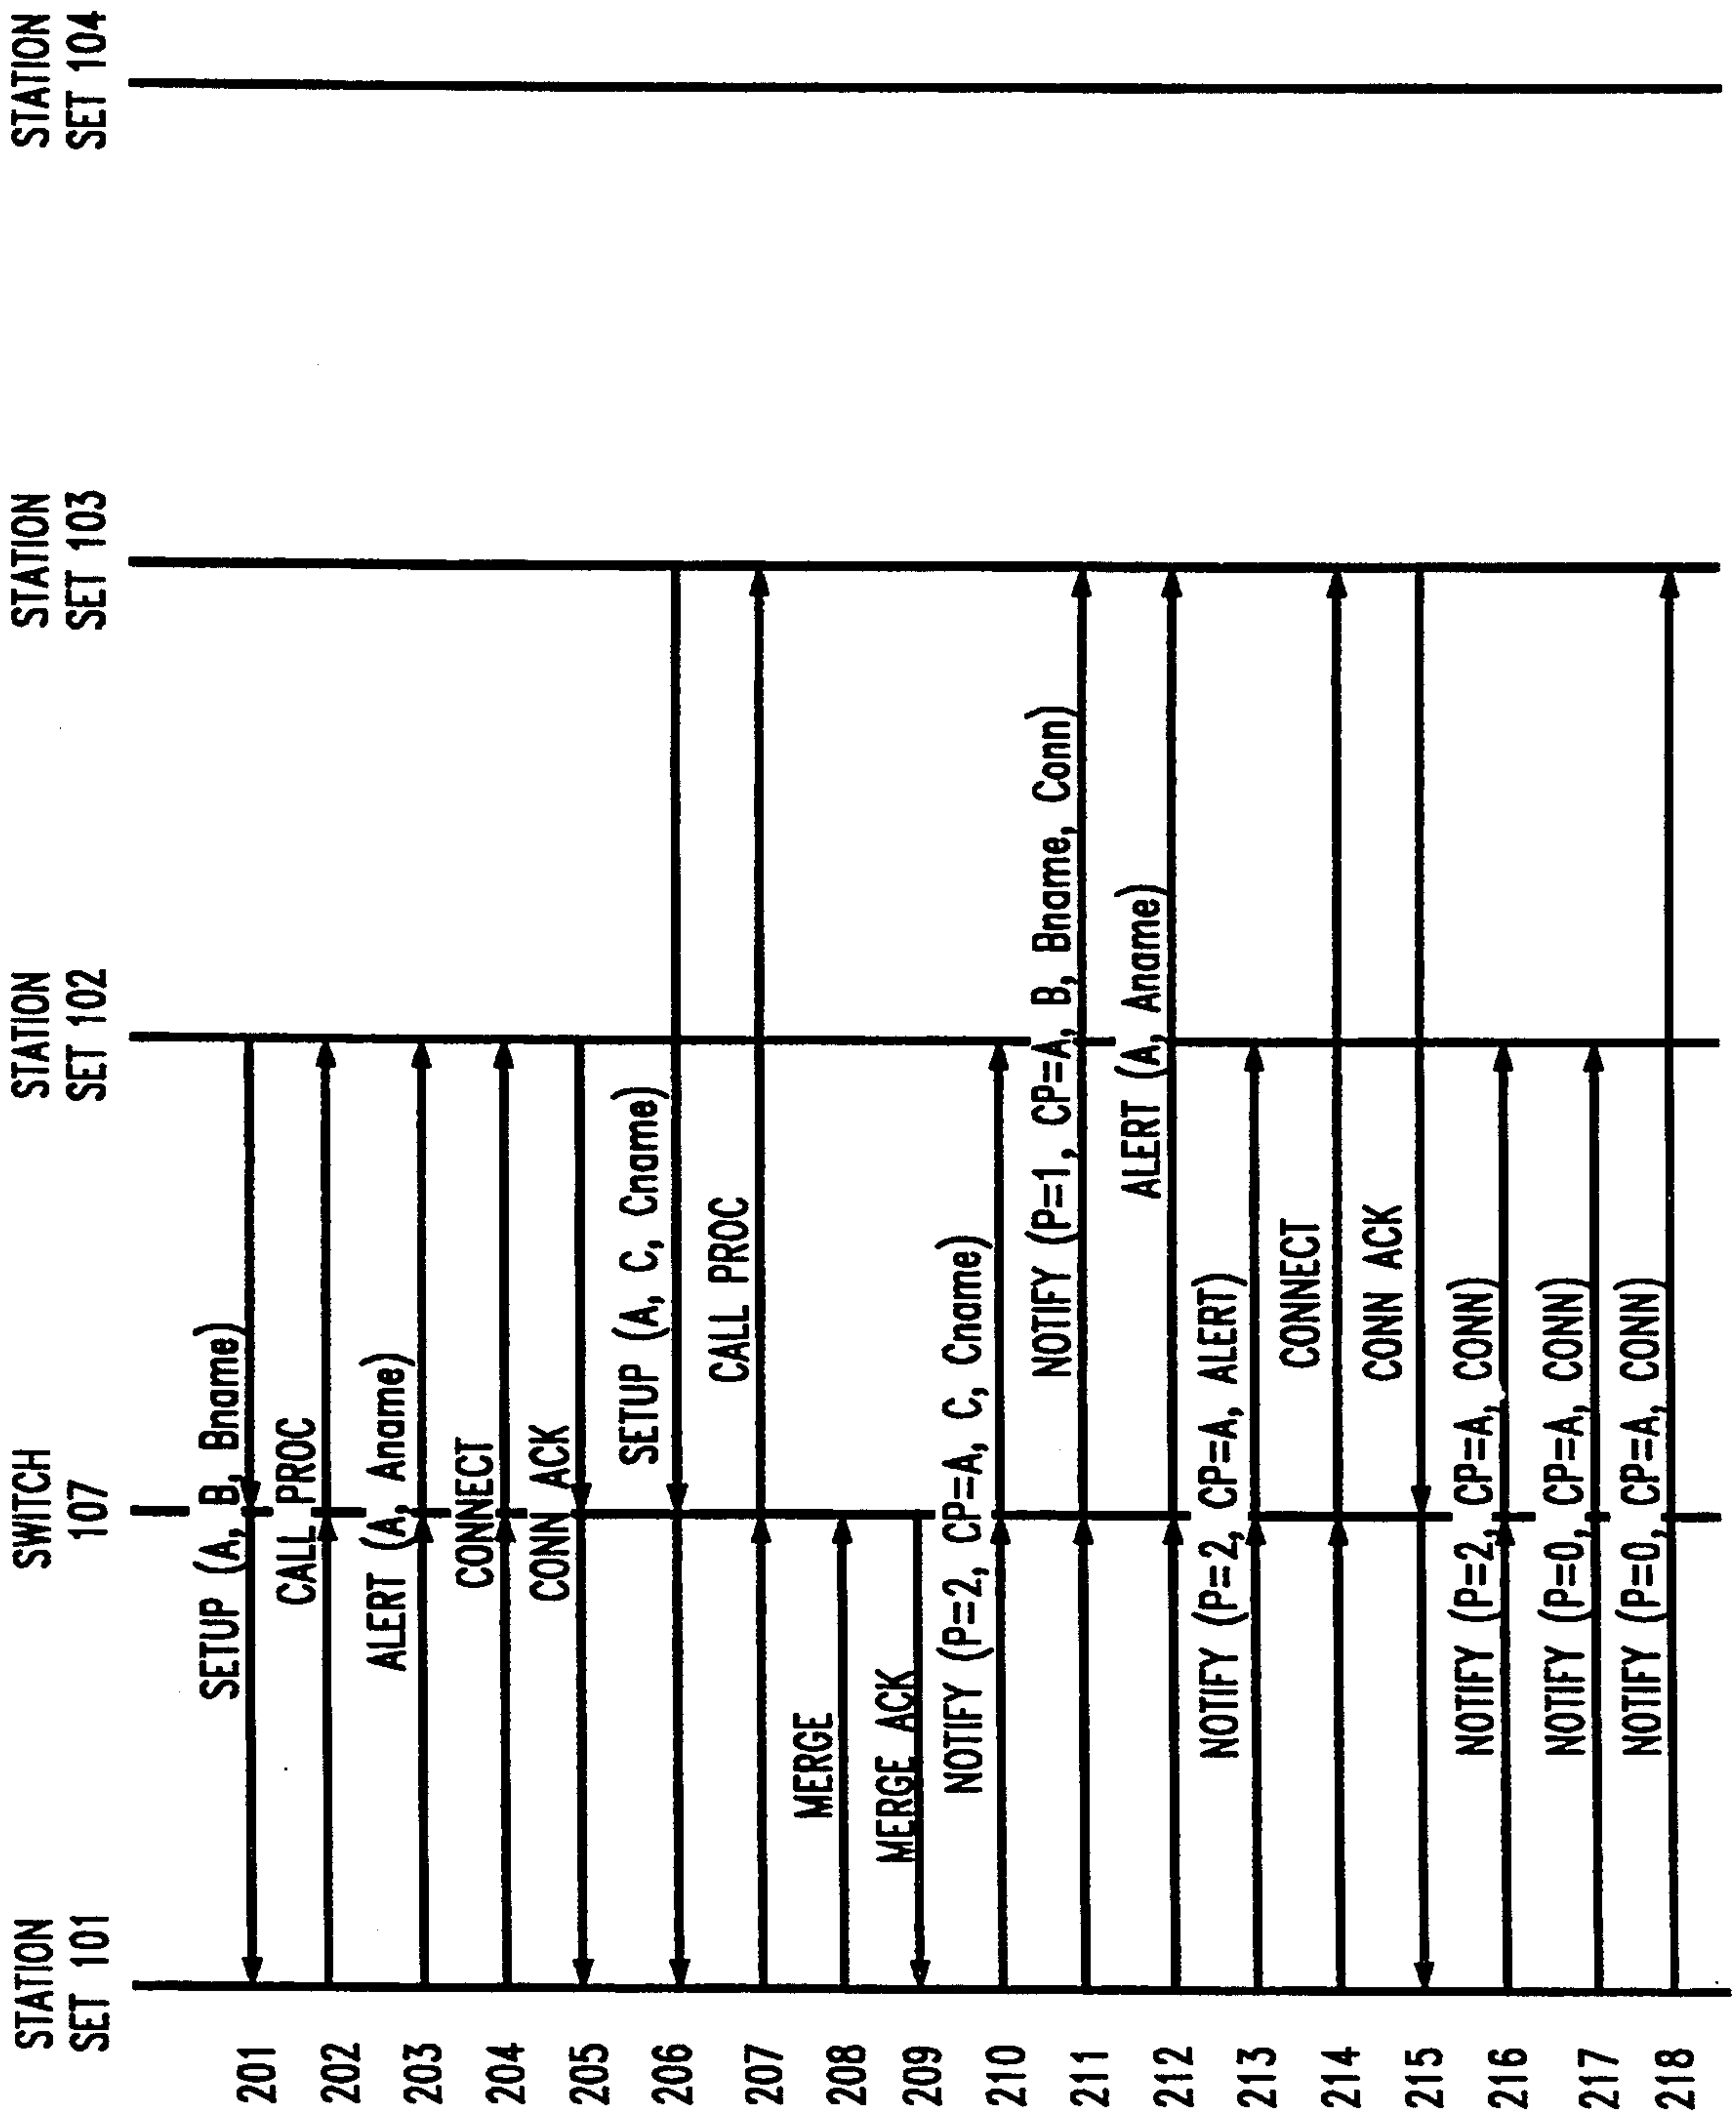 STATION
SET 101
SWITCH
107
STATION
SET 102
STATION
SET 103
STATION
SET 104
201
SETUP (A, B, Bname)
202
CALL PROC
203
ALERT (A, Aname)
204
CONNECT
205
CONN ACK
206
SETUP (A, C, Cname)
207
CALL PROC
208
MERGE
209
MERGE ACK
210
NOTIFY (P=2, CP=A, C, Cname)
211
NOTIFY (P=1, CP=A, B, Bname, Conn)
212
ALERT (A, Aname)
213
NOTIFY (P=2, CP=A, ALERT)
214
CONNECT
215
CONN ACK
216
NOTIFY (P=2, CP=A, CONN)
217
NOTIFY (P=0, CP=A, CONN)
218
NOTIFY (P=0, CP=A, CONN)